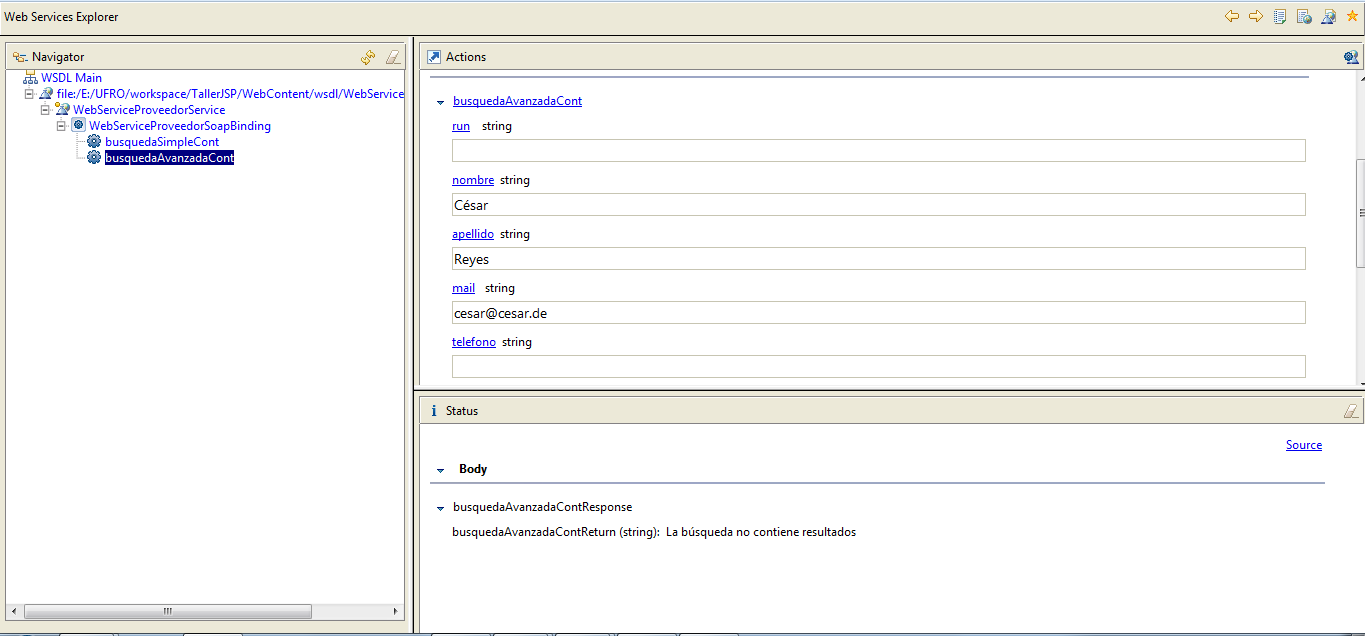 Web Services Explorer
Navigator
WSDL Main
file:/E:/UFRO/workspace/TallerJSP/WebContent/wsdl/WebService
WebServiceProveedorService
WebServiceProveedorSoapBinding
busquedaSimpleCont
busquedaAvanzadaCont
Actions
busquedaAvanzadaCont
run string
nombre string
César
apellido string
Reyes
mail string
cesar@cesar.de
telefono string
Status
Source
Body
busquedaAvanzadaContResponse
busquedaAvanzadaContReturn (string): La búsqueda no contiene resultados